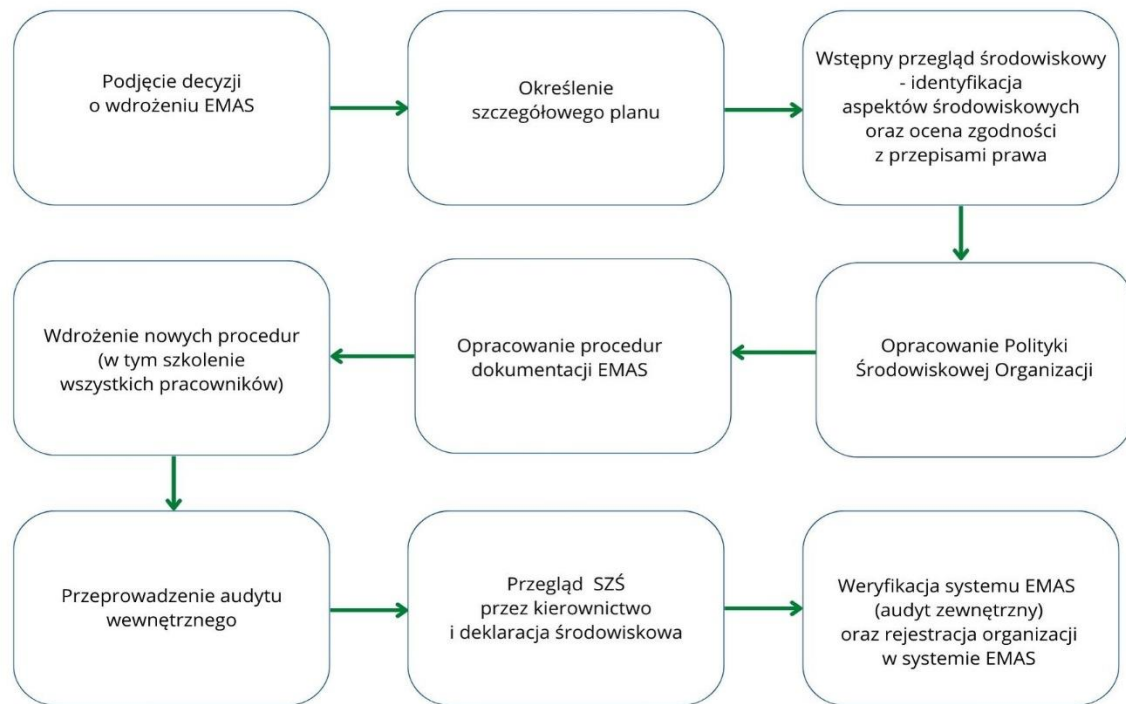 Podjęcie decyzji
o wdrożeniu EMAS
Określenie
szczegółowego planu
Wstępny przegląd środowiskowy
- identyfikacja
aspektów środowiskowych
oraz ocena zgodności
z przepisami prawa
Opracowanie Polityki
Środowiskowej Organizacji
Opracowanie procedur
dokumentacji EMAS
Wdrożenie nowych procedur
(w tym szkolenie
wszystkich pracowników)
Przeprowadzenie audytu
wewnętrznego
Przegląd SZŚ
przez kierownictwo
i deklaracja środowiskowa
Weryfikacja systemu EMAS
(audyt zewnętrzny)
oraz rejestracja organizacji
w systemie EMAS